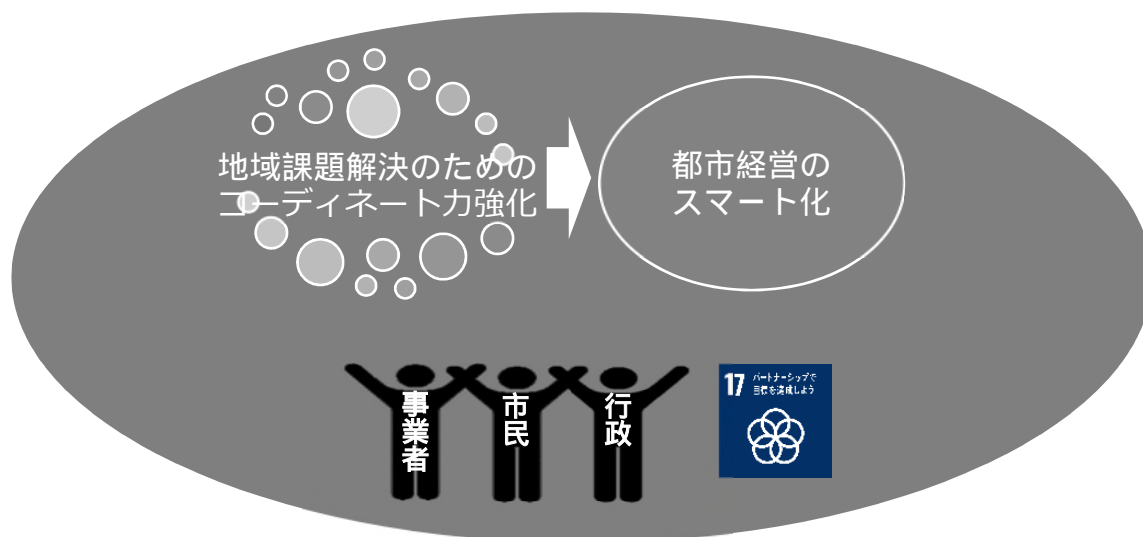 地域課題解決のための
コーディネート力強化
都市経営の
スマート化
事業者
市民
行政
17 パートナーシップで
目標を達成しよう